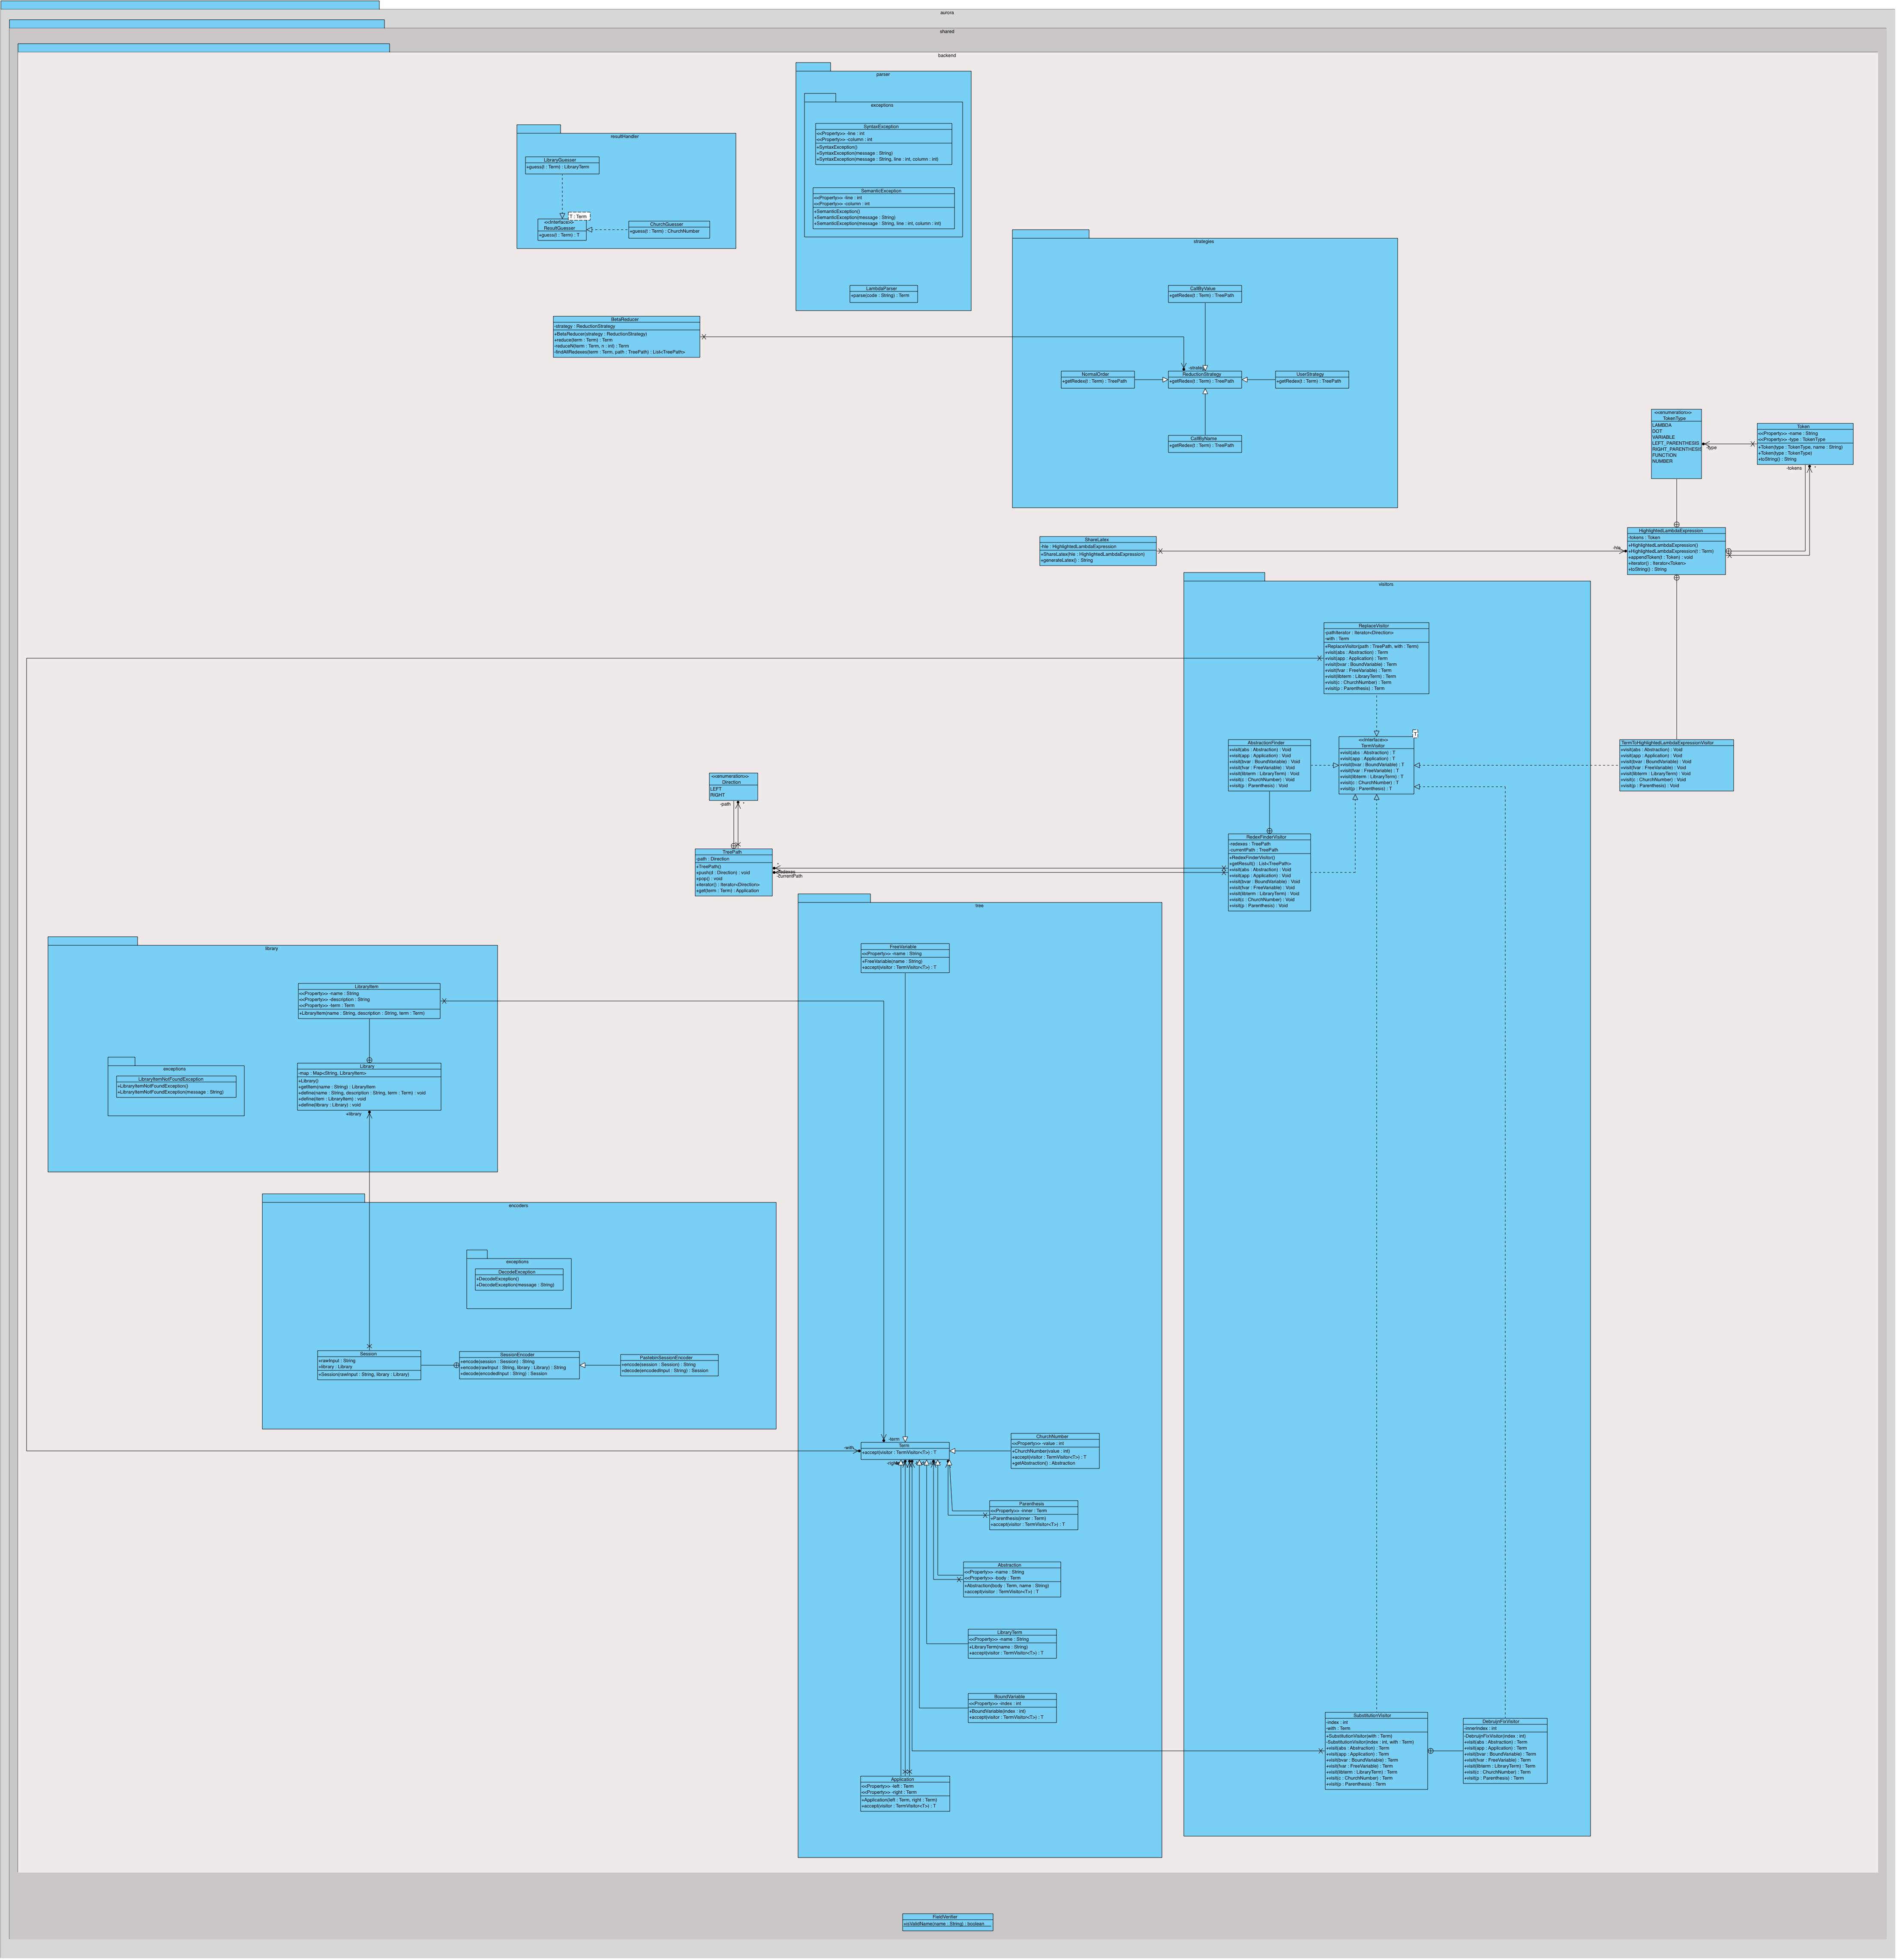 aurora
shared
backend
parser
exceptions
SyntaxException
<<Property>> -line : int
<<Property>> -column : int
+SyntaxException()
+SyntaxException(message : String)
+SyntaxException(message : String, line : int, column : int)
SemanticException
<<Property>> -line : int
<<Property>> -column : int
+SemanticException()
+SemanticException(message : String)
+SemanticException(message : String, line : int, column : int)
LambdaParser
+parse(code : String) : Term
resultHandler
LibraryGuesser
+guess(t : Term) : LibraryTerm
T : Term
<<Interface>>
ResultGuesser
+guess(t : Term) : T
ChurchGuesser
+guess(t : Term) : ChurchNumber
strategies
CallByValue
+getRedex(t : Term) : TreePath
NormalOrder
+getRedex(t : Term) : TreePath
ReductionStrategy
+getRedex(t : Term) : TreePath
UserStrategy
+getRedex(t : Term) : TreePath
CallByName
+getRedex(t : Term) : TreePath
BetaReducer
-strategy : ReductionStrategy
+BetaReducer(strategy : ReductionStrategy)
+reduce(term : Term) : Term
-reduceN(term : Term, n : int) : Term
-findAllRedexes(term : Term, path : TreePath) : List<TreePath>
<<enumeration>>
TokenType
LAMBDA
DOT
VARIABLE
LEFT_PARENTHESIS
RIGHT_PARENTHESIS
FUNCTION
NUMBER
-type
Token
<<Property>> -name : String
<<Property>> -type : TokenType
+Token(type : TokenType, name : String)
+Token(type : TokenType)
+toString() : String
-tokens
*
HighlightedLambdaExpression
-tokens : Token
+HighlightedLambdaExpression()
+HighlightedLambdaExpression(t : Term)
+appendToken(t : Token) : void
+iterator() : Iterator<Token>
+toString() : String
ShareLatex
-hle : HighlightedLambdaExpression
+ShareLatex(hle : HighlightedLambdaExpression)
+generateLatex() : String
-hle
visitors
ReplaceVisitor
-pathIterator : Iterator<Direction>
-with : Term
+ReplaceVisitor(path : TreePath, with : Term)
+visit(abs : Abstraction) : Term
+visit(app : Application) : Term
+visit(bvar : BoundVariable) : Term
+visit(fvar : FreeVariable) : Term
+visit(libterm : LibraryTerm) : Term
+visit(c : ChurchNumber) : Term
+visit(p : Parenthesis) : Term
AbstractionFinder
+visit(abs : Abstraction) : Void
+visit(app : Application) : Void
+visit(bvar : BoundVariable) : Void
+visit(fvar : FreeVariable) : Void
+visit(libterm : LibraryTerm) : Void
+visit(c : ChurchNumber) : Void
+visit(p : Parenthesis) : Void
T
<<Interface>>
TermVisitor
+visit(abs : Abstraction) : T
+visit(app : Application) : T
+visit(bvar : BoundVariable) : T
+visit(fvar : FreeVariable) : T
+visit(libterm : LibraryTerm) : T
+visit(c : ChurchNumber) : T
+visit(p : Parenthesis) : T
TermToHighlightedLambdaExpressionVisitor
+visit(abs : Abstraction) : Void
+visit(app : Application) : Void
+visit(bvar : BoundVariable) : Void
+visit(fvar : FreeVariable) : Void
+visit(libterm : LibraryTerm) : Void
+visit(c : ChurchNumber) : Void
+visit(p : Parenthesis) : Void
RedexFinderVisitor
-redexes : TreePath
-currentPath : TreePath
+RedexFinderVisitor()
+getResult() : List<TreePath>
+visit(abs : Abstraction) : Void
+visit(app : Application) : Void
+visit(bvar : BoundVariable) : Void
+visit(fvar : FreeVariable) : Void
+visit(libterm : LibraryTerm) : Void
+visit(c : ChurchNumber) : Void
+visit(p : Parenthesis) : Void
<<enumeration>>
Direction
LEFT
RIGHT
-path
*
TreePath
-path : Direction
+TreePath()
+push(d : Direction) : void
+pop() : void
+iterator() : Iterator<Direction>
+get(term : Term) : Application
*
-currentPath
tree
FreeVariable
<<Property>> -name : String
+FreeVariable(name : String)
+accept(visitor : TermVisitor<T>) : T
library
LibraryItem
<<Property>> -name : String
<<Property>> -description : String
<<Property>> -term : Term
+LibraryItem(name : String, description : String, term : Term)
exceptions
LibraryItemNotFoundException
+LibraryItemNotFoundException()
+LibraryItemNotFoundException(message : String)
Library
-map : Map<String, LibraryItem>
+Library()
+getItem(name : String) : LibraryItem
+define(name : String, description : String, term : Term) : void
+define(item : LibraryItem) : void
+define(library : Library) : void
+library
encoders
exceptions
DecodeException
+DecodeException()
+DecodeException(message : String)
Session
+rawInput : String
+library : Library
+Session(rawInput : String, library : Library)
SessionEncoder
+encode(session : Session) : String
+encode(rawInput : String, library : Library) : String
+decode(encodedInput : String) : Session
PastebinSessionEncoder
+encode(session : Session) : String
+decode(encodedInput : String) : Session
-term
-with
Term
+accept(visitor : TermVisitor<T>) : T
ChurchNumber
<<Property>> -value : int
+ChurchNumber(value : int)
+accept(visitor : TermVisitor<T>) : T
+getAbstraction() : Abstraction
Parenthesis
<<Property>> -inner : Term
+Parenthesis(inner : Term)
+accept(visitor : TermVisitor<T>) : T
Abstraction
<<Property>> -name : String
<<Property>> -body : Term
+Abstraction(body : Term, name : String)
+accept(visitor : TermVisitor<T>) : T
LibraryTerm
<<Property>> -name : String
+LibraryTerm(name : String)
+accept(visitor : TermVisitor<T>) : T
BoundVariable
<<Property>> -index : int
+BoundVariable(index : int)
+accept(visitor : TermVisitor<T>) : T
Application
<<Property>> -left : Term
<<Property>> -right : Term
+Application(left : Term, right : Term)
+accept(visitor : TermVisitor<T>) : T
SubstitutionVisitor
-index : int
-with : Term
+SubstitutionVisitor(with : Term)
-SubstitutionVisitor(index : int, with : Term)
+visit(abs : Abstraction) : Term
+visit(app : Application) : Term
+visit(bvar : BoundVariable) : Term
+visit(fvar : FreeVariable) : Term
+visit(libterm : LibraryTerm) : Term
+visit(c : ChurchNumber) : Term
+visit(p : Parenthesis) : Term
DebruijnFixVisitor
-innerIndex : int
-DebruijnFixVisitor(index : int)
+visit(abs : Abstraction) : Term
+visit(app : Application) : Term
+visit(bvar : BoundVariable) : Term
+visit(fvar : FreeVariable) : Term
+visit(libterm : LibraryTerm) : Term
+visit(c : ChurchNumber) : Term
+visit(p : Parenthesis) : Term
FieldVerifier
+isValidName(name : String) : boolean